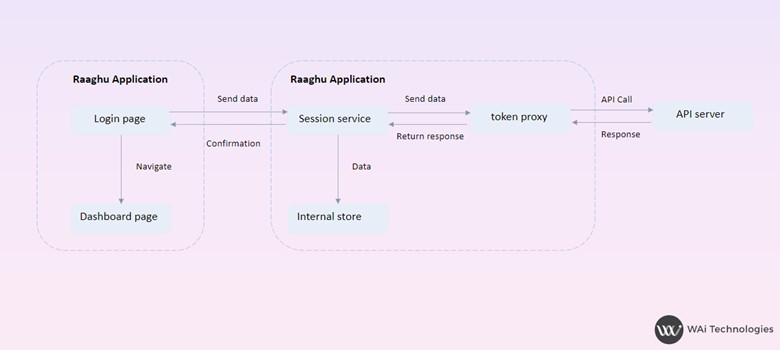 Raaghu Application
Raaghu Application
Login page
Send data
Confirmation
Session service
Send data
Return response
token proxy
API Call
Response
API server
Navigate
Data
Dashboard page
Internal store
WAi Technologies